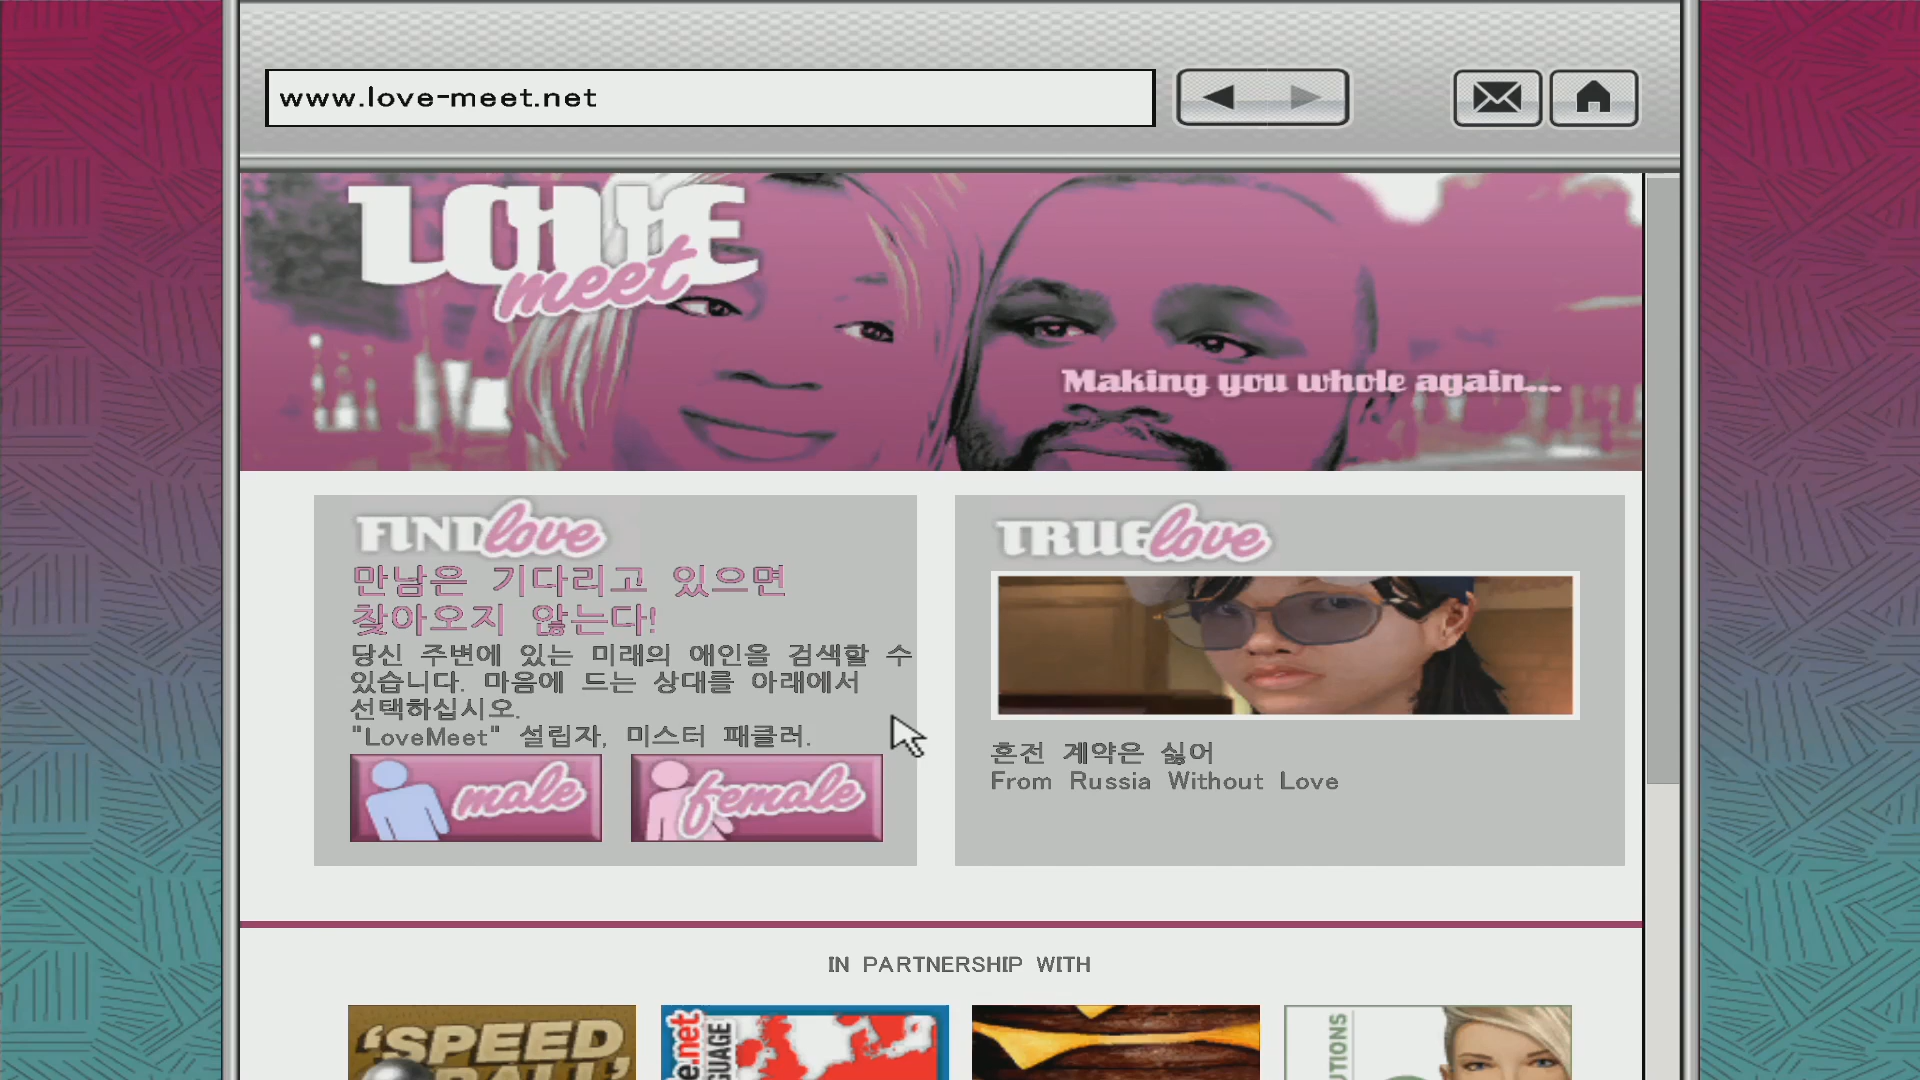 www.love-meet.net
LOVE
meet
Making you whole again...
FIND love
만남은 기다리고 있으면
찾아오지 않는다!
당신 주변에 있는 미래의 애인을 검색할 수
있습니다. 마음에 드는 상대를 아래에서
선택하십시오.
"LoveMeet" 설립자, 미스터 패클러.
male
female
TRUE love
혼전 계약은 싫어
From Russia Without Love
IN PARTNERSHIP WITH
'SPEED
BALL'